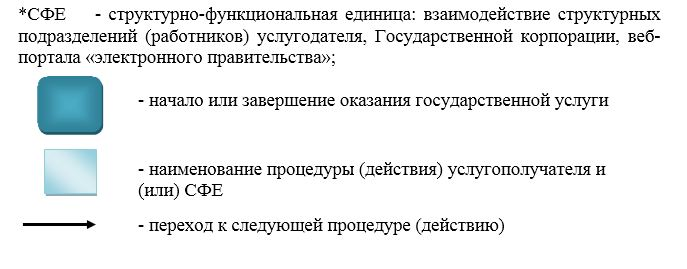 *СФЕ - структурно-функциональная единица: взаимодействие структурных
подразделений (работников) услугодателя, Государственной корпорации, веб-
портала «электронного правительства»;
- начало или завершение оказания государственной услуги
- наименование процедуры (действия) услугополучателя и
(или) СФЕ
- переход к следующей процедуре (действию)